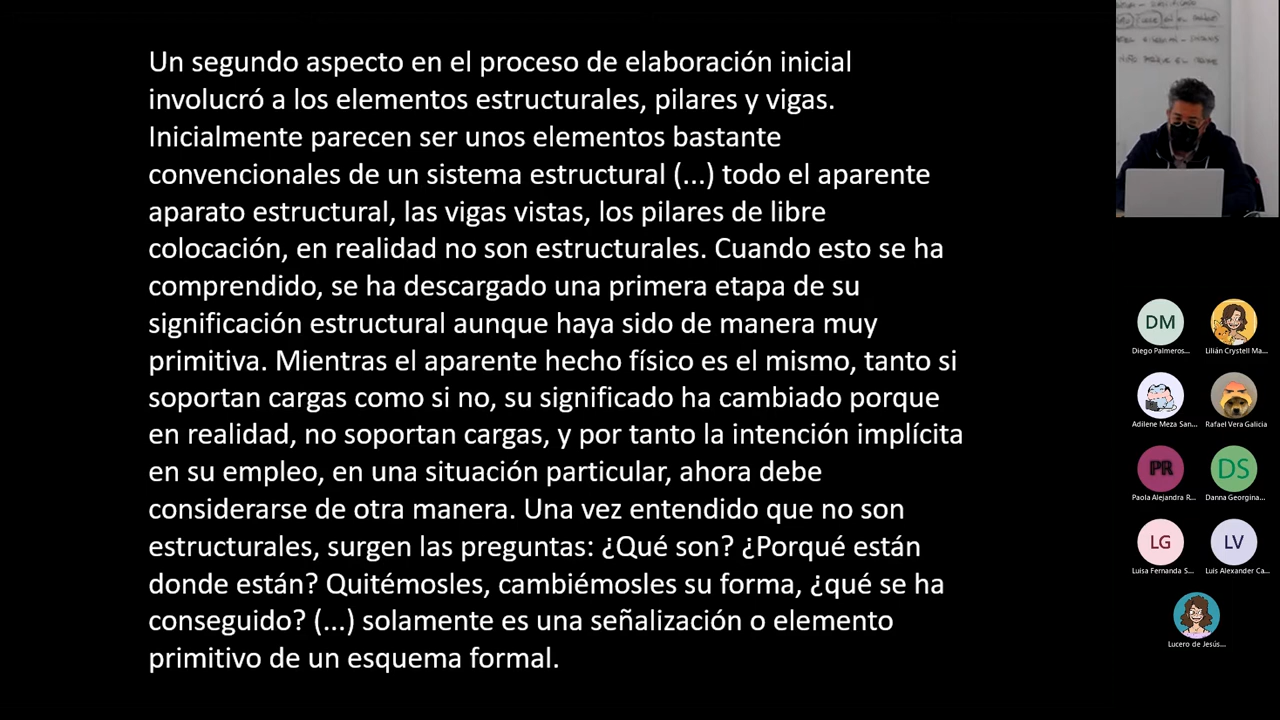 Un segundo aspecto en el proceso de elaboración inicial
involucró a los elementos estructurales, pilares y vigas.
Inicialmente parecen ser unos elementos bastante
convencionales de un sistema estructural (...) todo el aparente
aparato estructural, las vigas vistas, los pilares de libre
colocación, en realidad no son estructurales. Cuando esto se ha
comprendido, se ha descargado una primera etapa de su
significación estructural aunque haya sido de manera muy
primitiva. Mientras el aparente hecho físico es el mismo, tanto si
soportan cargas como si no, su significado ha cambiado porque
en realidad, no soportan cargas, y por tanto la intención implícita
en su empleo, en una situación particular, ahora debe
considerarse de otra manera. Una vez entendido que no son
estructurales, surgen las preguntas: ¿Qué son? ¿Porqué están
donde están? Quitémosles, cambiémosles su forma, ¿qué se ha
conseguido? (...) solamente es una señalización o elemento
primitivo de un esquema formal.
DM
Diego Palmeros...
Lilián Crystell Ma...
Adilene Meza San...
Rafael Vera Galicia
PR
Paola Alejandra R...
DS
Danna Georgina...
LG
Luisa Fernanda S...
LV
Luis Alexander Ca...
Lucero de Jesús...